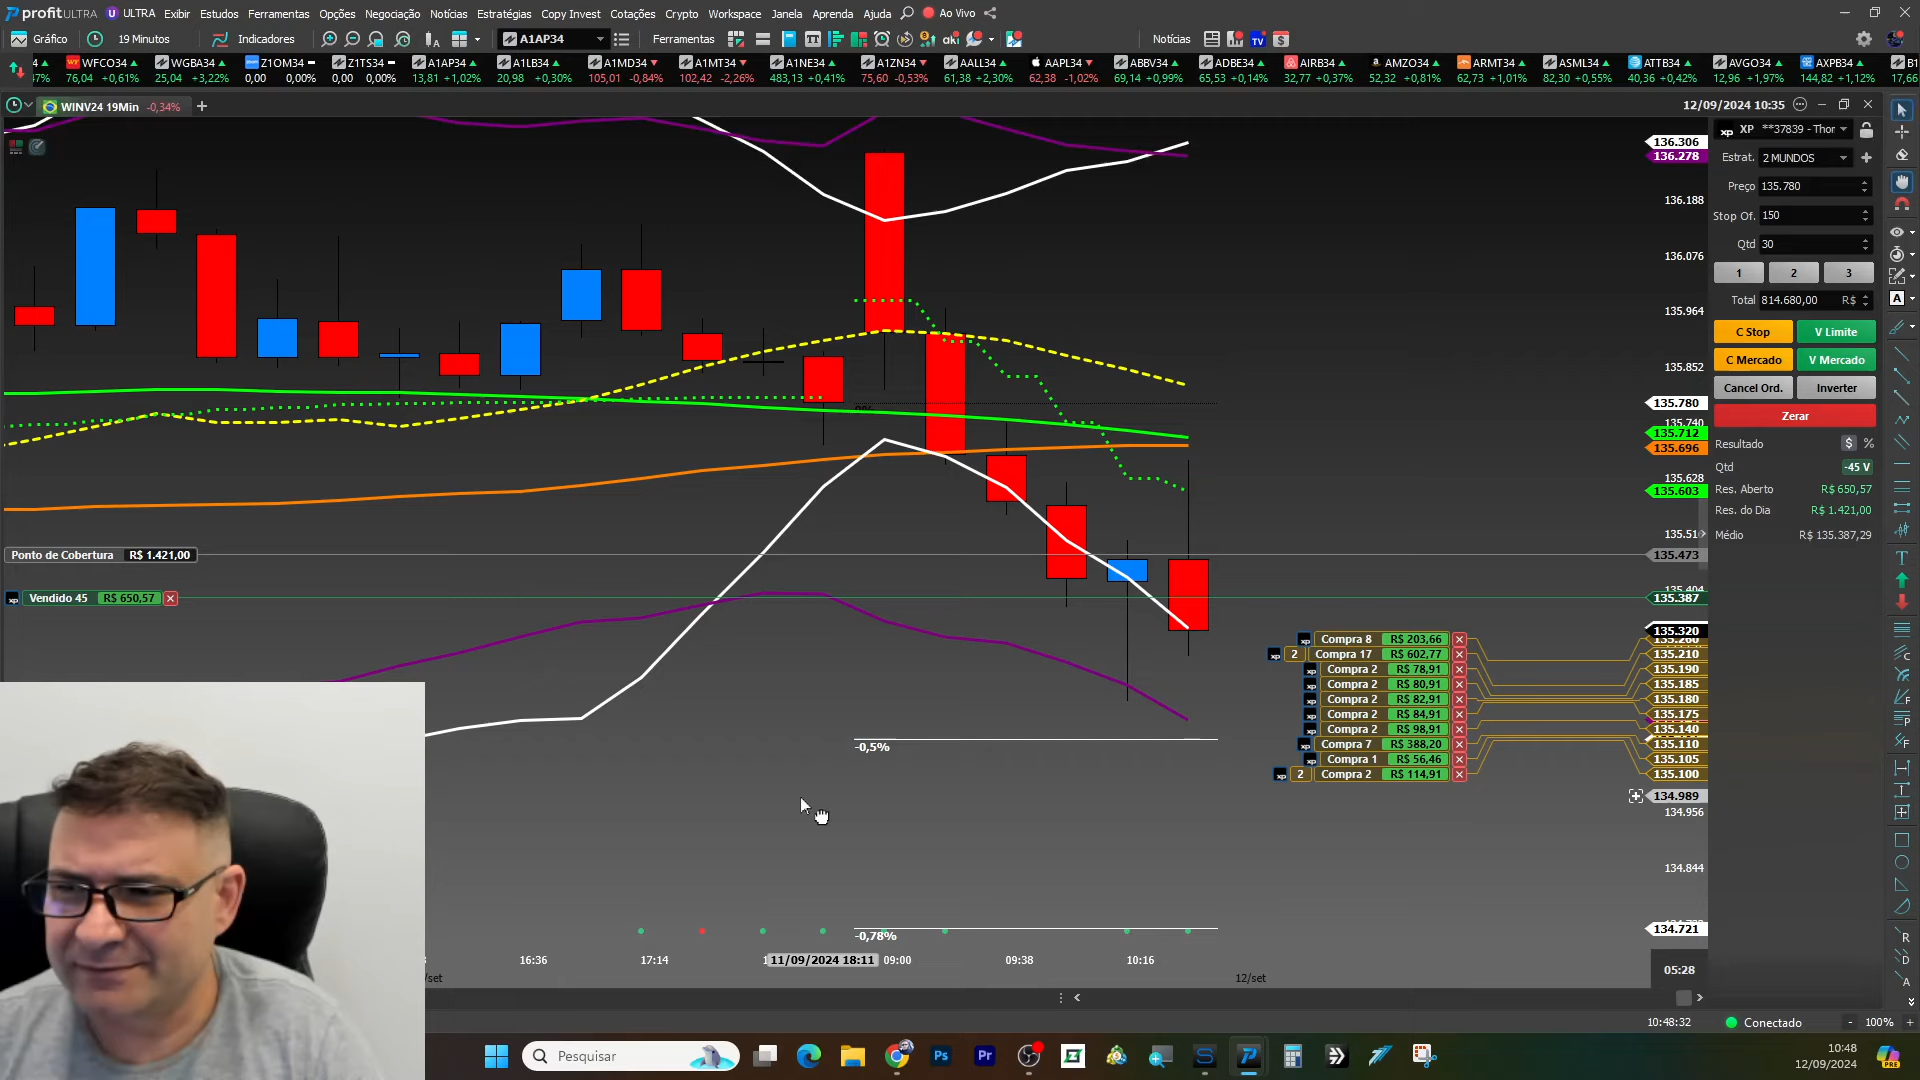 profit ULTRA ULTRA Exibir Estudos Ferramentas Opções Negociação Notícias Estratégias Copy Invest Cotações Crypto Workspace Janela Aprenda Ajuda Ao Vivo
Gráfico 19 Minutos Indicadores A1AP34 Ferramentas TT aki TV Notícias
WFCO34 WGBA34 Z1OM34 Z1TS34 A1AP34 A1LB34 A1MD34 A1MT34 A1NE34 A1ZN34 AALL34 AAPL34 ABBV34 ADBE34 AIRB34 AMZO34 ARMT34 ASML34 ATTB34 AVGO34 AXPB34 B1
47% 76,04 +0,61% 25,04 +3,22% 0,00 0,00% 0,00 0,00% 13,81 +1,02% 20,98 +0,30% 105,01 -0,84% 102,42 -2,26% 483,13 +0,41% 75,60 -0,53% 61,38 +2,30% 62,38 -1,02% 69,14 +0,99% 65,53 +0,14% 32,77 +0,37% 52,32 +0,81% 62,73 +1,01% 82,30 +0,55% 40,36 +0,42% 12,96 +1,97% 144,82 +1,12% 17,66
WINV24 19Min -0,34% +
12/09/2024 10:35
XP **37839 - Thor
Estrat. 2 MUNDOS
Preço 135.780
Stop Of. 150
Qtd 30
1 2 3
Total 814.680,00 R$
C Stop V Limite
C Mercado V Mercado
Cancel Ord. Inverter
Zerar
Resultado $ %
Qtd -45 V
Res. Aberto R$ 650,57
Res. do Dia R$ 1.421,00
Médio R$ 135.387,29
136.306
136.278
136.188
136.076
135.964
135.852
135.780
135.740
135.712
135.696
135.628
135.603
135.473
135.387
135.320
135.260
135.210
135.190
135.185
135.180
135.175
135.140
135.110
135.105
135.100
134.989
134.956
134.844
134.721
Ponto de Cobertura R$ 1.421,00
Vendido 45 R$ 650,57
Compra 8 R$ 203,66
2 Compra 17 R$ 602,77
Compra 2 R$ 78,91
Compra 2 R$ 80,91
Compra 2 R$ 82,91
Compra 2 R$ 84,91
Compra 2 R$ 98,91
Compra 7 R$ 388,20
Compra 1 R$ 56,46
2 Compra 2 R$ 114,91
-0,5%
-0,78%
16:36 17:14 11/09/2024 18:11 09:00 09:38 10:16
/set 12/set
05:28
10:48:32 Conectado - 100% +
Pesquisar
Ps Pr
10:48
12/09/2024
PRE